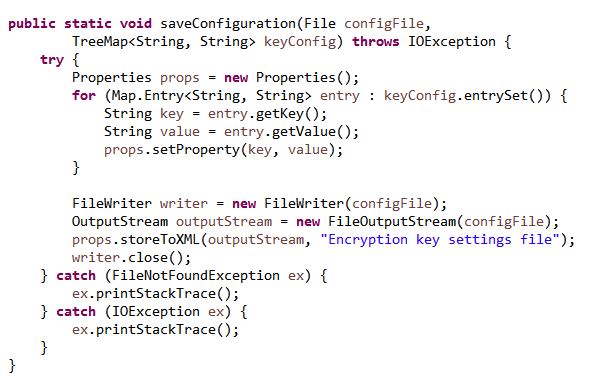 public static void saveConfiguration(File configFile,
        TreeMap<String, String> keyConfig) throws IOException {
    try {
        Properties props = new Properties();
        for (Map.Entry<String, String> entry : keyConfig.entrySet()) {
            String key = entry.getKey();
            String value = entry.getValue();
            props.setProperty(key, value);
        }

        FileWriter writer = new FileWriter(configFile);
        OutputStream outputStream = new FileOutputStream(configFile);
        props.storeToXML(outputStream, "Encryption key settings file");
        writer.close();
    } catch (FileNotFoundException ex) {
        ex.printStackTrace();
    } catch (IOException ex) {
        ex.printStackTrace();
    }
}